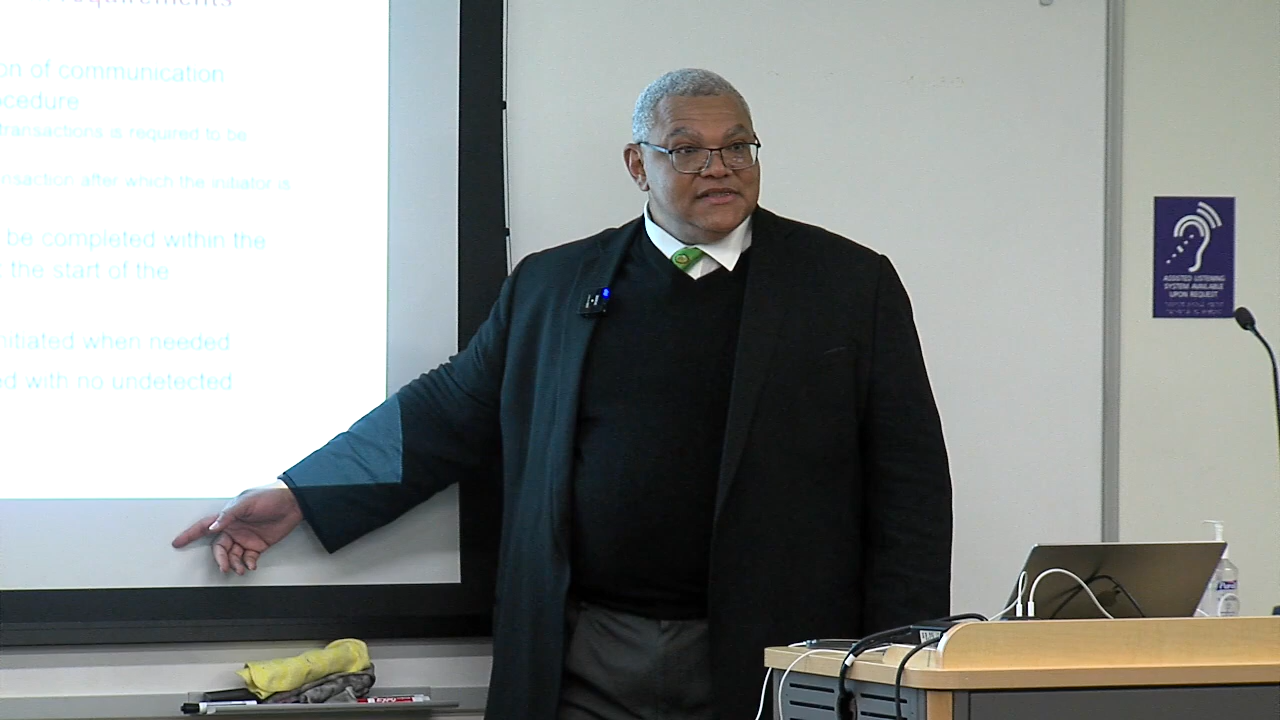 requirements
on of communication
ocedure
transactions is required to be
nsaction after which the initiator is
be completed within the
the start of the
nitiated when needed
d with no undetected
ASSISTED LISTENING
SYSTEM AVAILABLE
UPON REQUEST